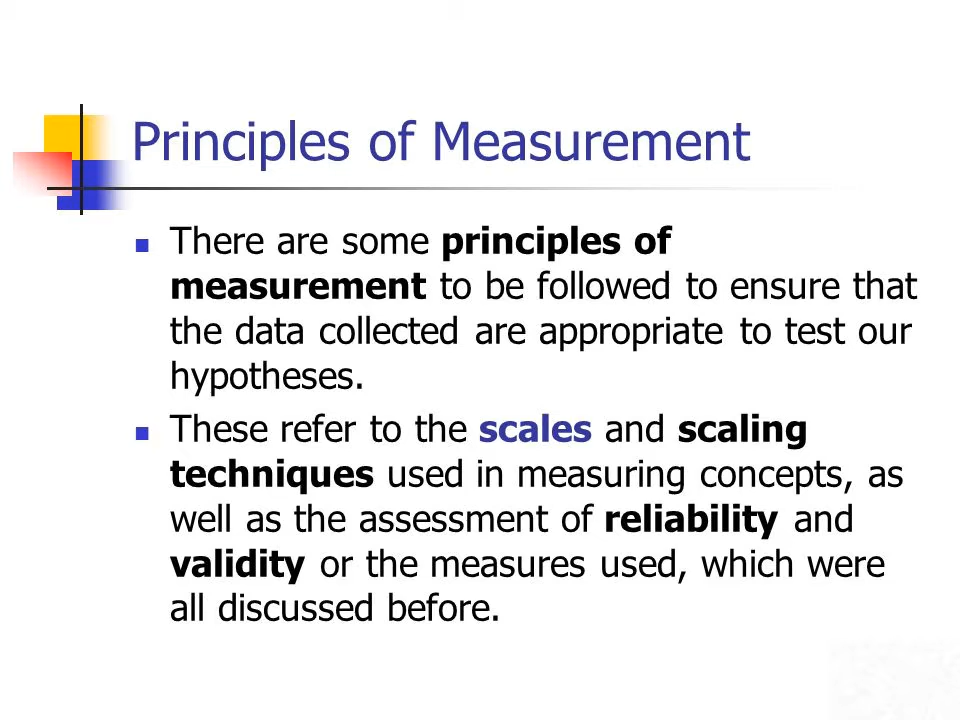 Principles of Measurement
There are some principles of
measurement to be followed to ensure that
the data collected are appropriate to test our
hypotheses.
These refer to the scales and scaling
techniques used in measuring concepts, as
well as the assessment of reliability and
validity or the measures used, which were
all discussed before.